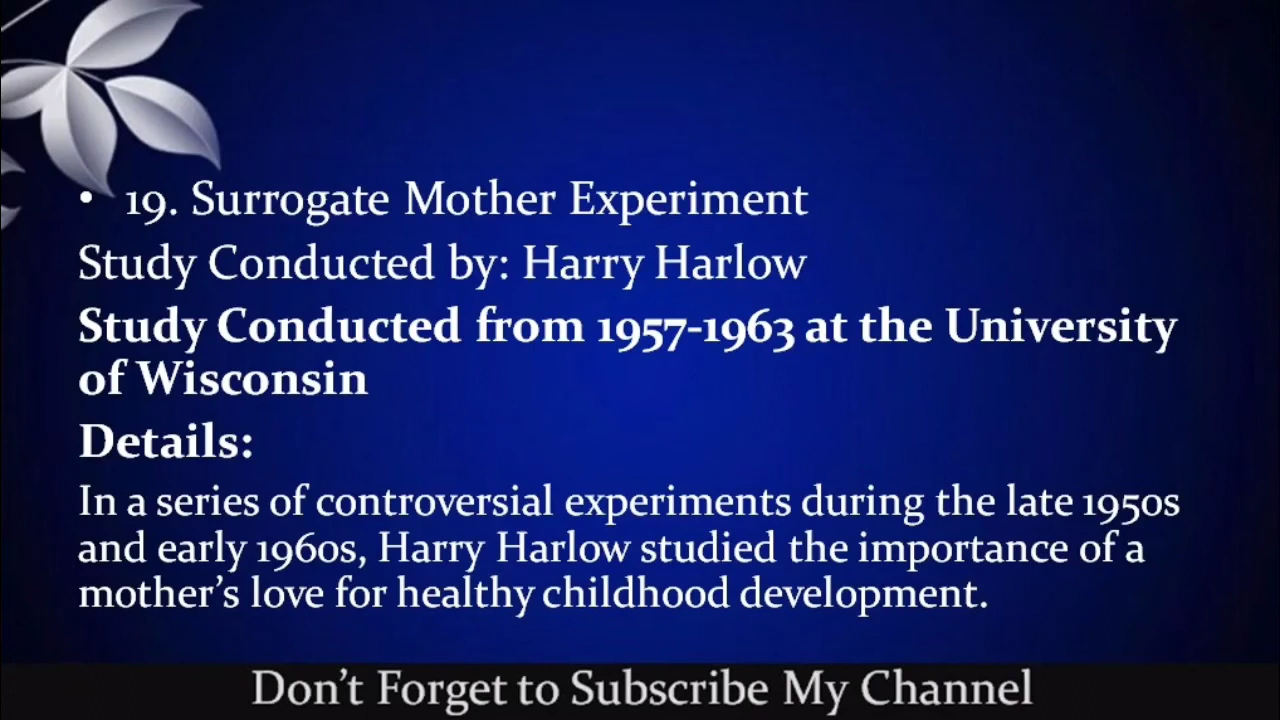 • 19. Surrogate Mother Experiment
Study Conducted by: Harry Harlow
Study Conducted from 1957-1963 at the University
of Wisconsin
Details:
In a series of controversial experiments during the late 1950s
and early 1960s, Harry Harlow studied the importance of a
mother’s love for healthy childhood development.
Don’t Forget to Subscribe My Channel